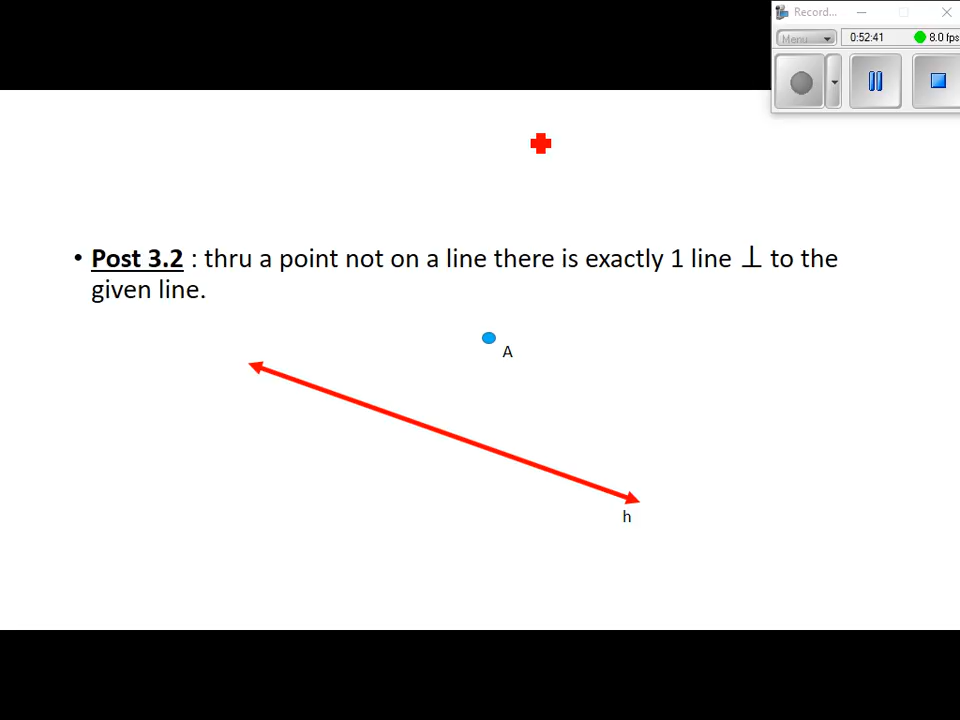 Record...
Menu
0:52:41
8.0 fps
• Post 3.2 : thru a point not on a line there is exactly 1 line ⊥ to the
given line.
A
h